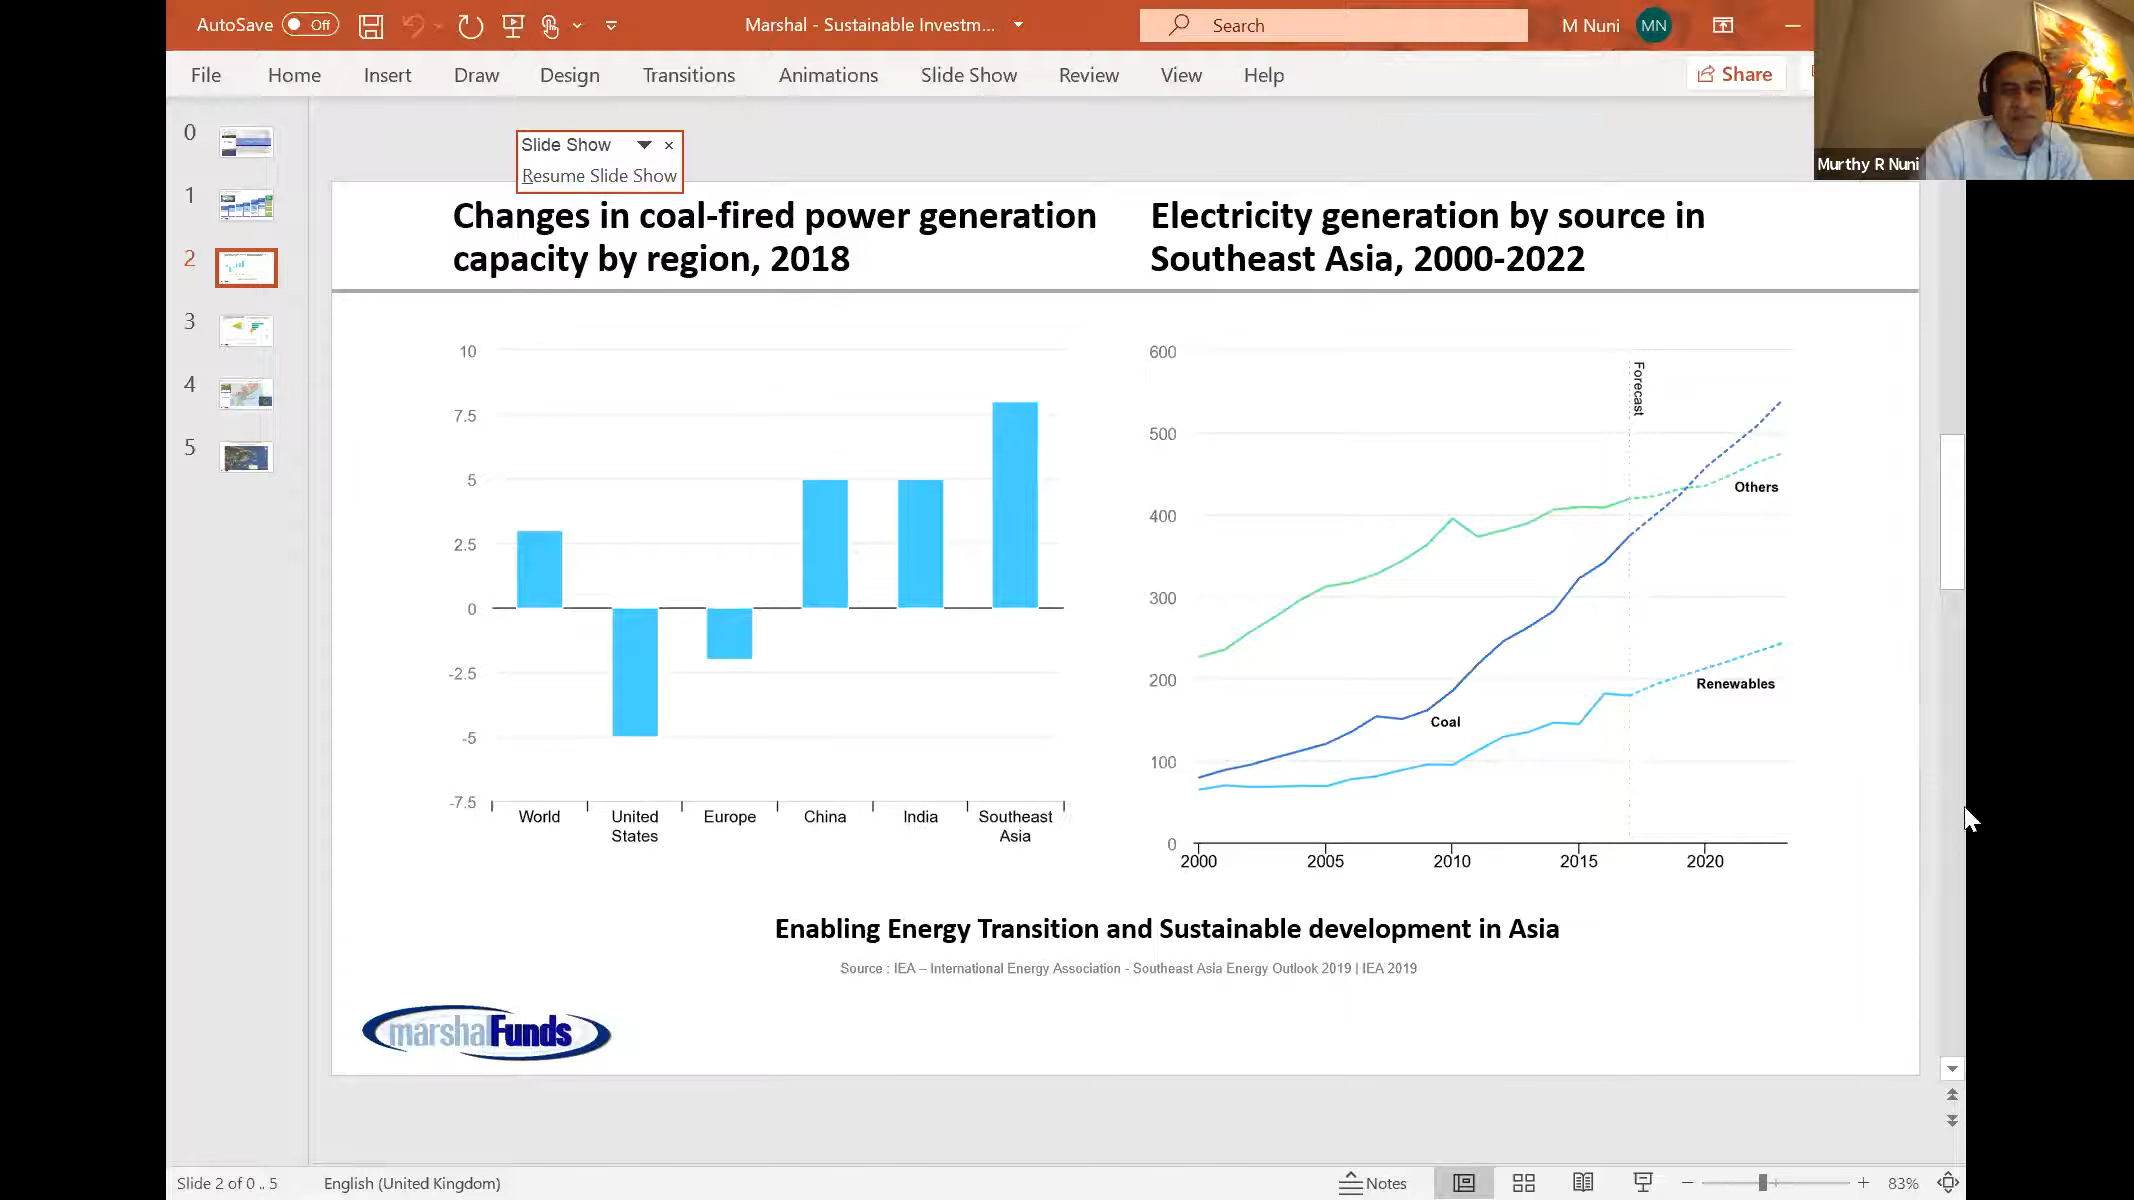 AutoSave Off Marshal - Sustainable Investm... Search M Nuni MN
File Home Insert Draw Design Transitions Animations Slide Show Review View Help Share
Murthy R Nuni
0
1
2
3
4
5
Slide Show ×
Resume Slide Show
Changes in coal-fired power generation
capacity by region, 2018
10
7.5
5
2.5
0
-2.5
-5
-7.5
World United States Europe China India Southeast Asia
Electricity generation by source in
Southeast Asia, 2000-2022
600
500
400
300
200
100
0
Forecast
Others
Renewables
Coal
2000 2005 2010 2015 2020
Enabling Energy Transition and Sustainable development in Asia
Source : IEA – International Energy Association - Southeast Asia Energy Outlook 2019 | IEA 2019
marshalFunds
Slide 2 of 0 .. 5 English (United Kingdom) Notes 83%